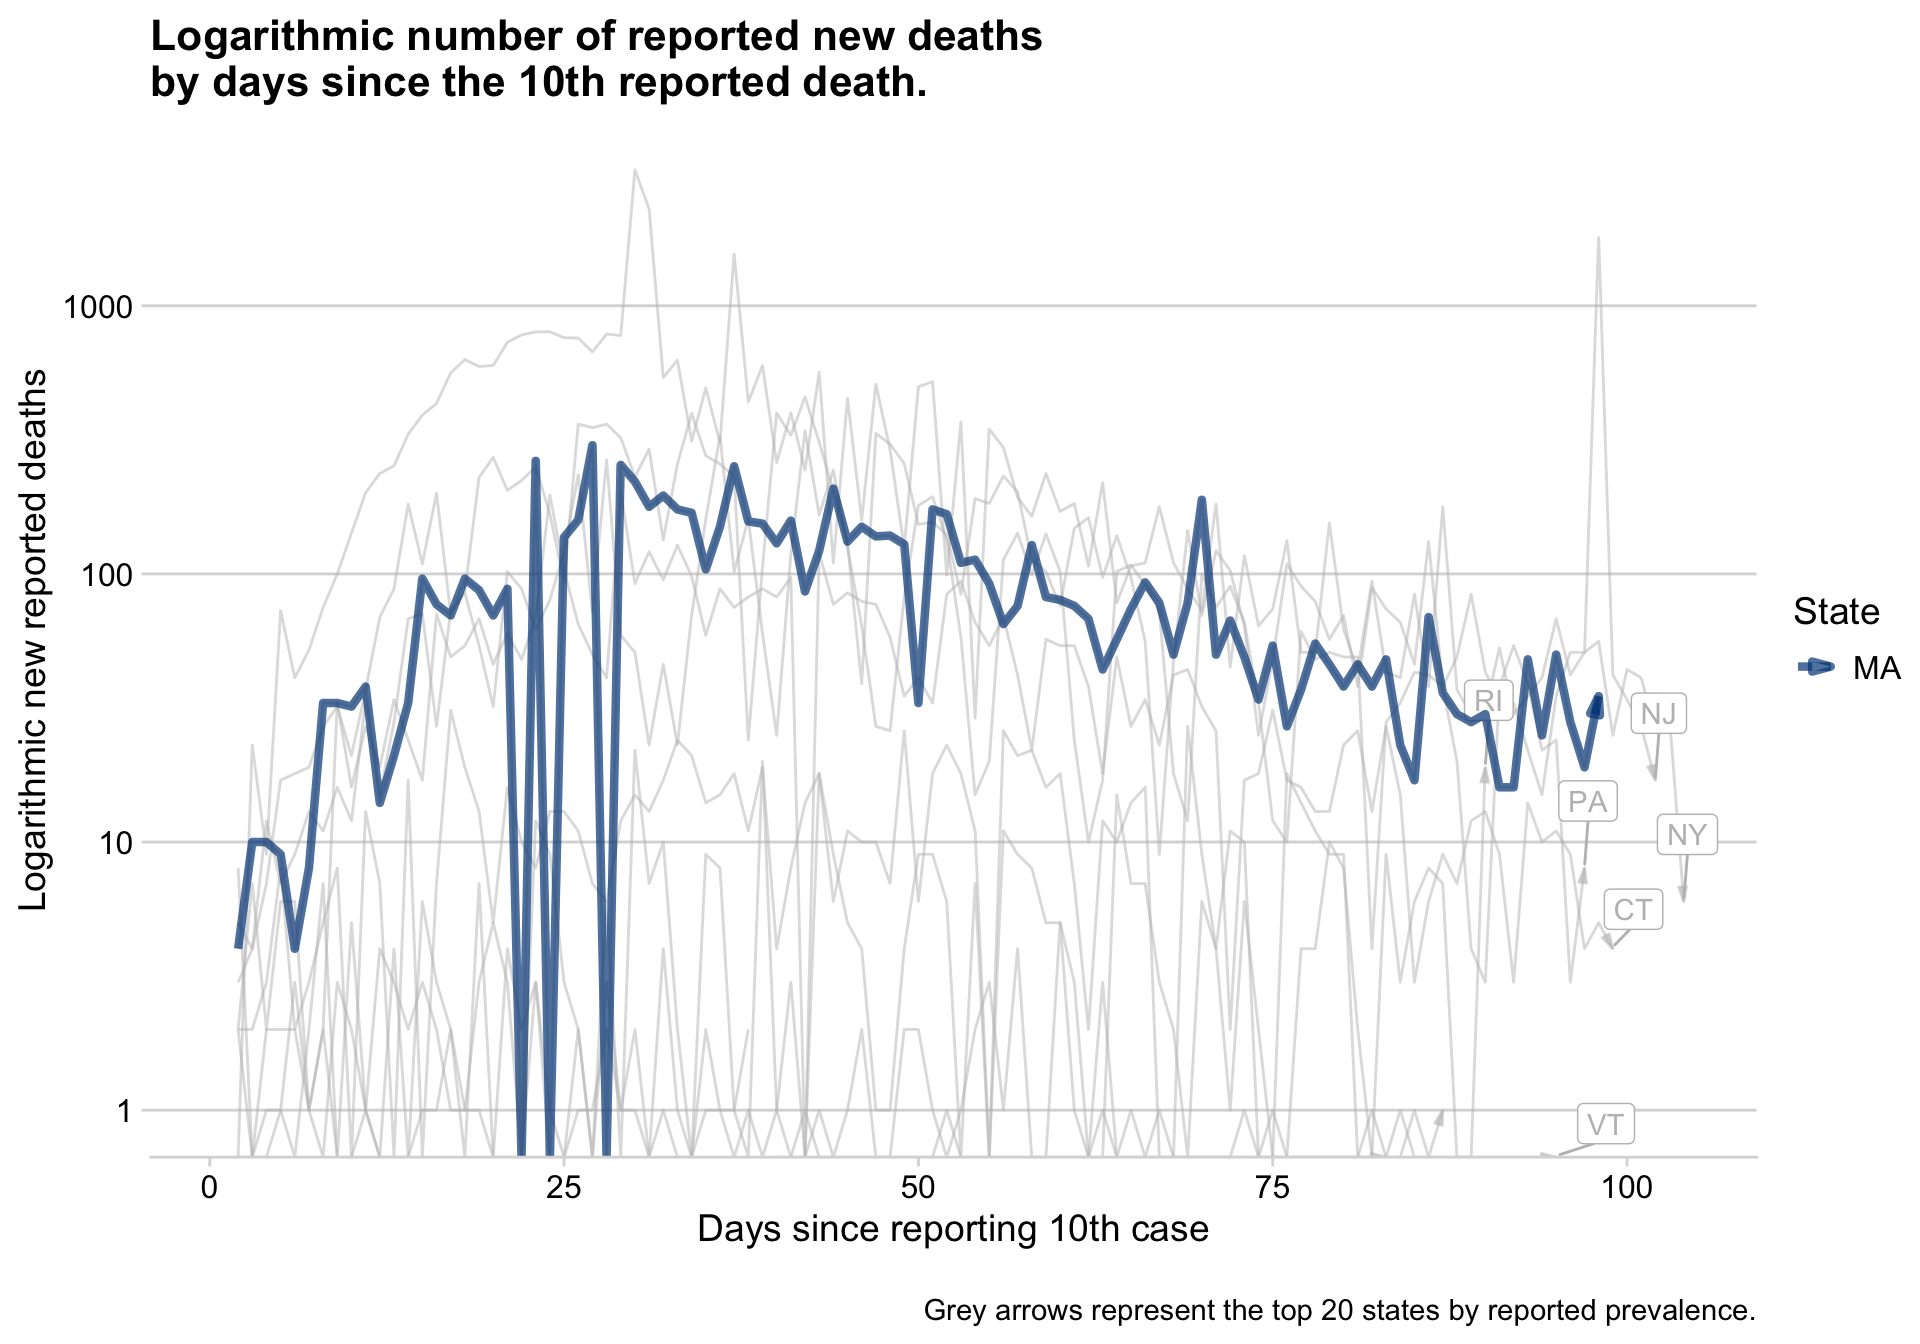 Logarithmic number of reported new deaths
by days since the 10th reported death.
Logarithmic new reported deaths
1000
100
10
1
RI
NJ
PA
NY
CT
VT
State
MA
0 25 50 75 100
Days since reporting 10th case
Grey arrows represent the top 20 states by reported prevalence.